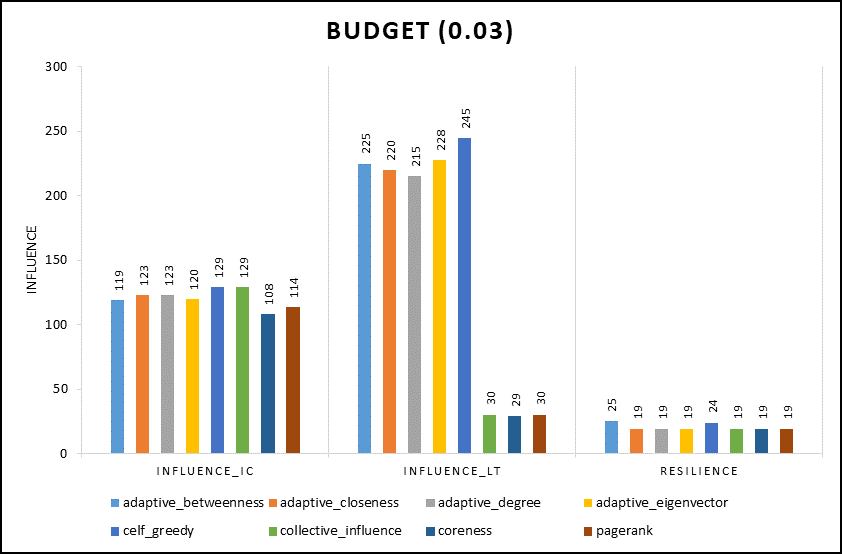 BUDGET (0.03)
INFLUENCE
300
250
200
150
100
50
0
119 123 123 120 129 129 108 114
225 220 215 228 245 30 29 30
25 19 19 19 24 19 19 19
INFLUENCE_IC INFLUENCE_LT RESILIENCE
adaptive_betweenness adaptive_closeness adaptive_degree adaptive_eigenvector
celf_greedy collective_influence coreness pagerank